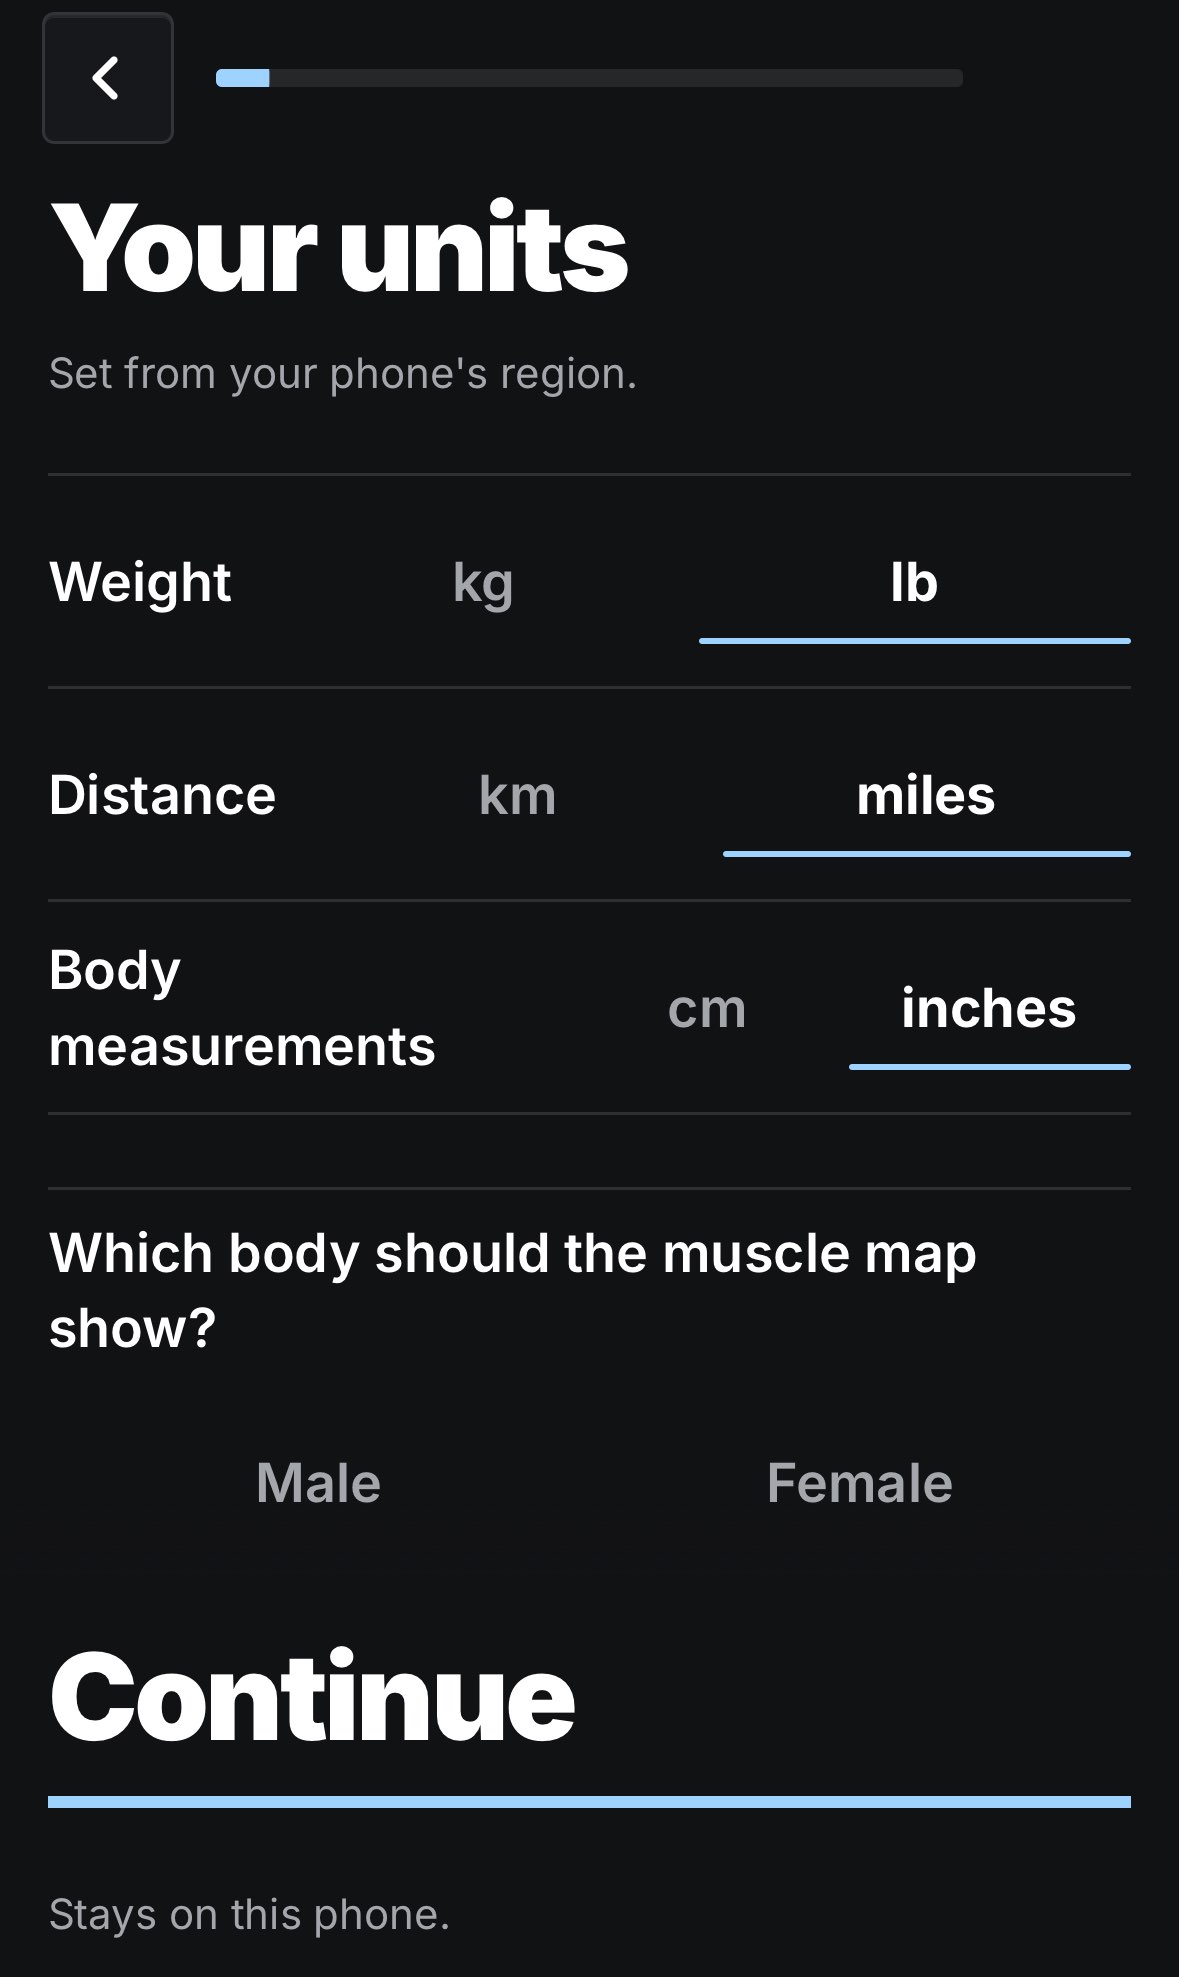 Your units
Set from your phone's region.
Weight kg lb
Distance km miles
Body
measurements
cm inches
Which body should the muscle map
show?
Male Female
Continue
Stays on this phone.